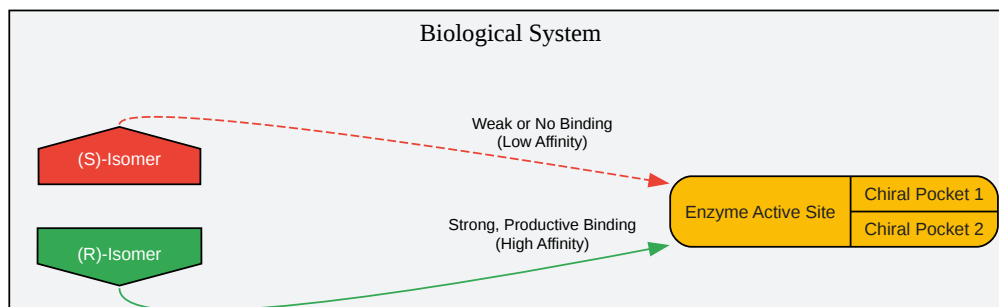 Biological System
Weak or No Binding
(Low Affinity)
(S)-Isomer
Enzyme Active Site
Chiral Pocket 1
Chiral Pocket 2
Strong, Productive Binding
(High Affinity)
(R)-Isomer